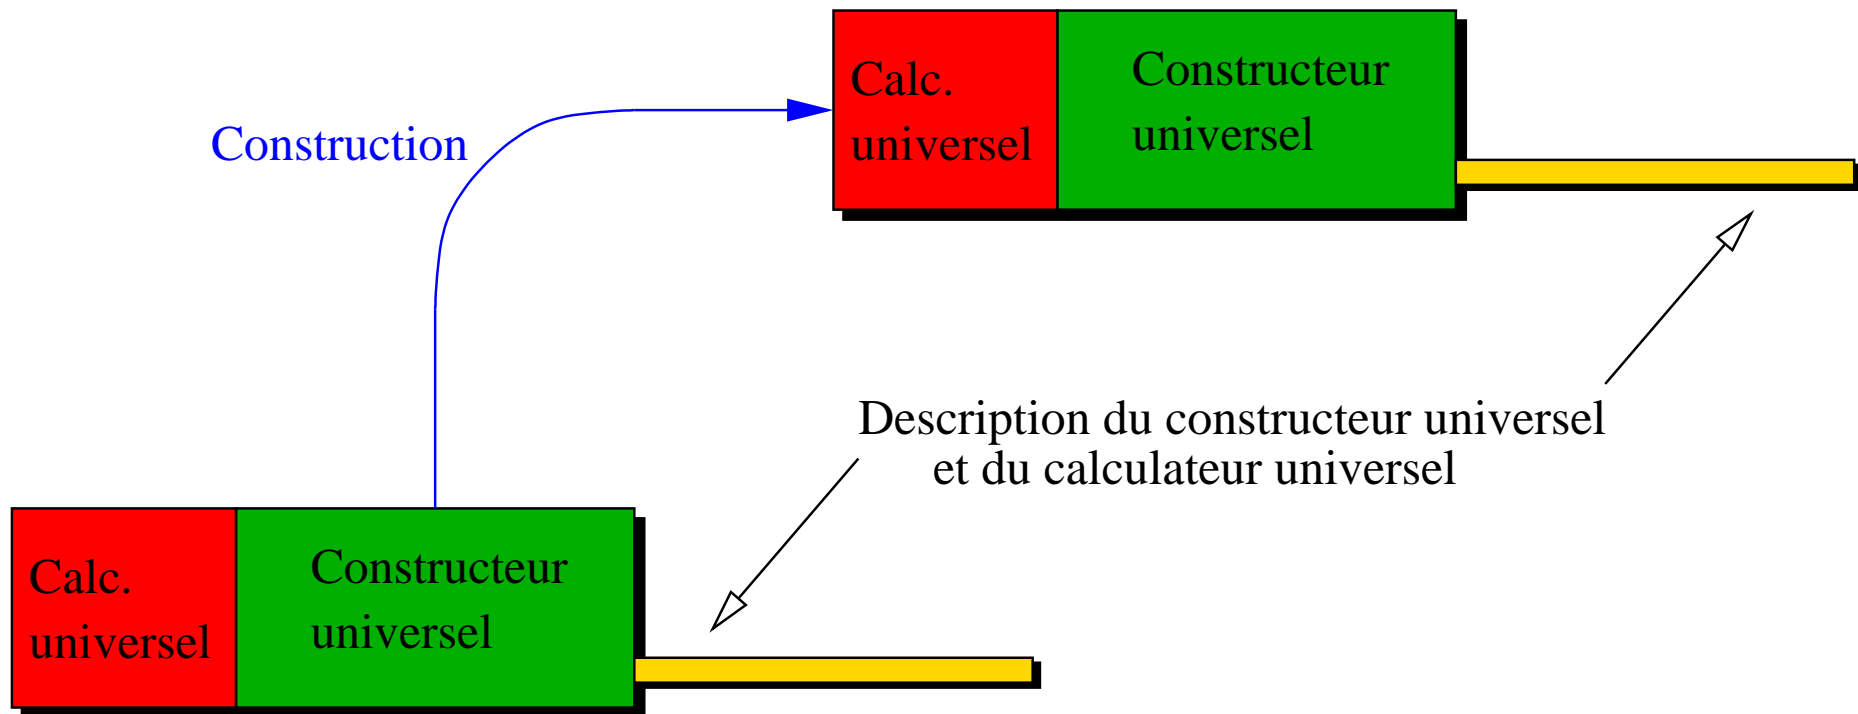 Calc.
universel
Constructeur
universel
Construction
Description du constructeur universel
et du calculateur universel
Calc.
universel
Constructeur
universel